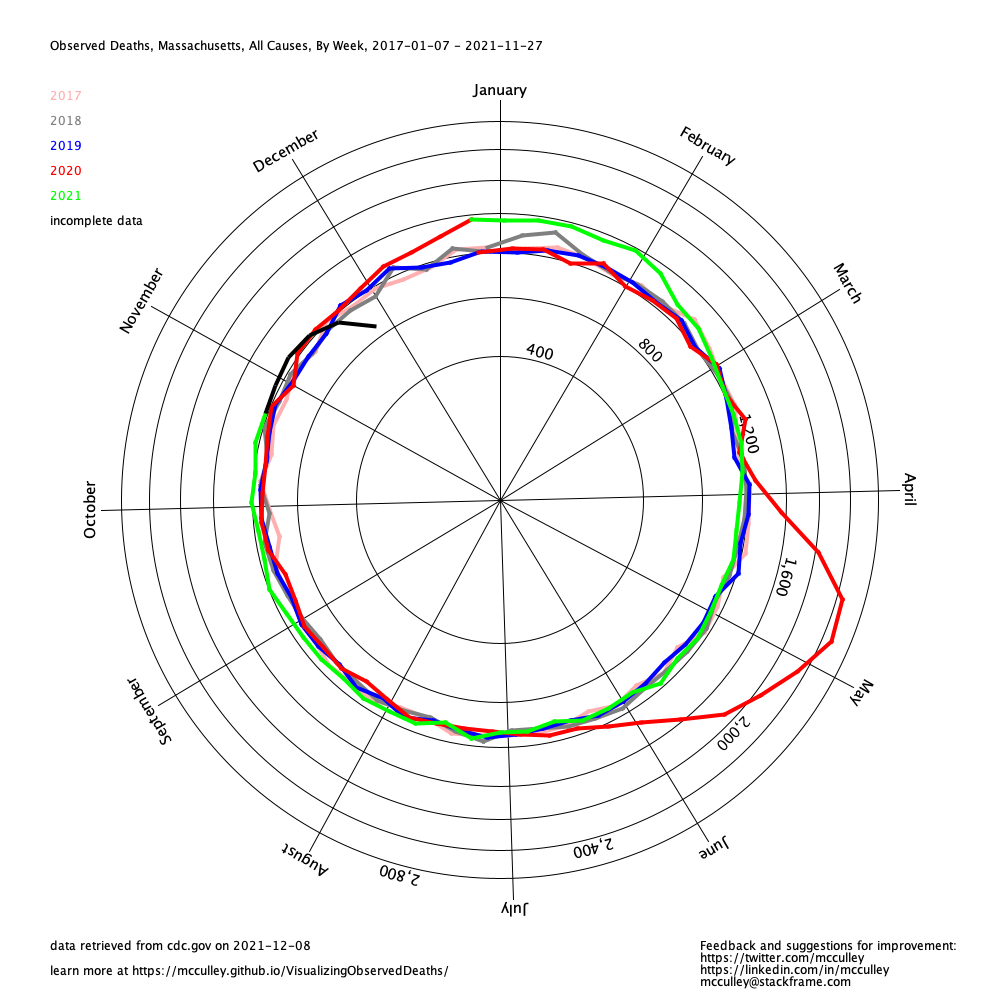 Observed Deaths, Massachusetts, All Causes, By Week, 2017-01-07 - 2021-11-27
January
2017
2018
2019
2020
2021
incomplete data
December
February
November
March
400
800
1,200
October
April
1,600
September
May
2,000
August
June
2,400
2,800
July
data retrieved from cdc.gov on 2021-12-08
learn more at https://mcculley.github.io/VisualizingObservedDeaths/
Feedback and suggestions for improvement:
https://twitter.com/mcculley
https://linkedin.com/in/mcculley
mcculley@stackframe.com